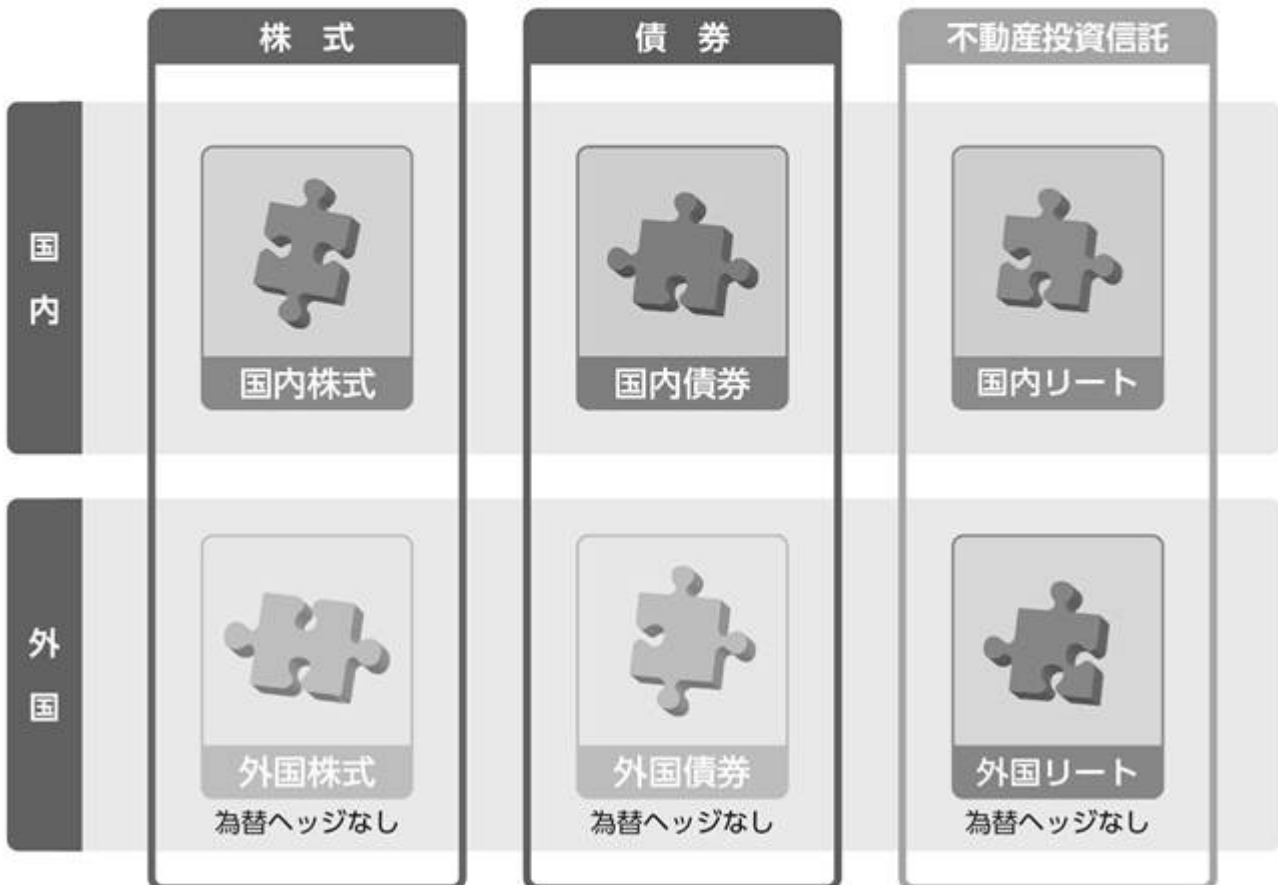 株式
債券
不動産投資信託
国内
国内株式
国内債券
国内リート
外国
外国株式
外国債券
外国リート
為替ヘッジなし
為替ヘッジなし
為替ヘッジなし